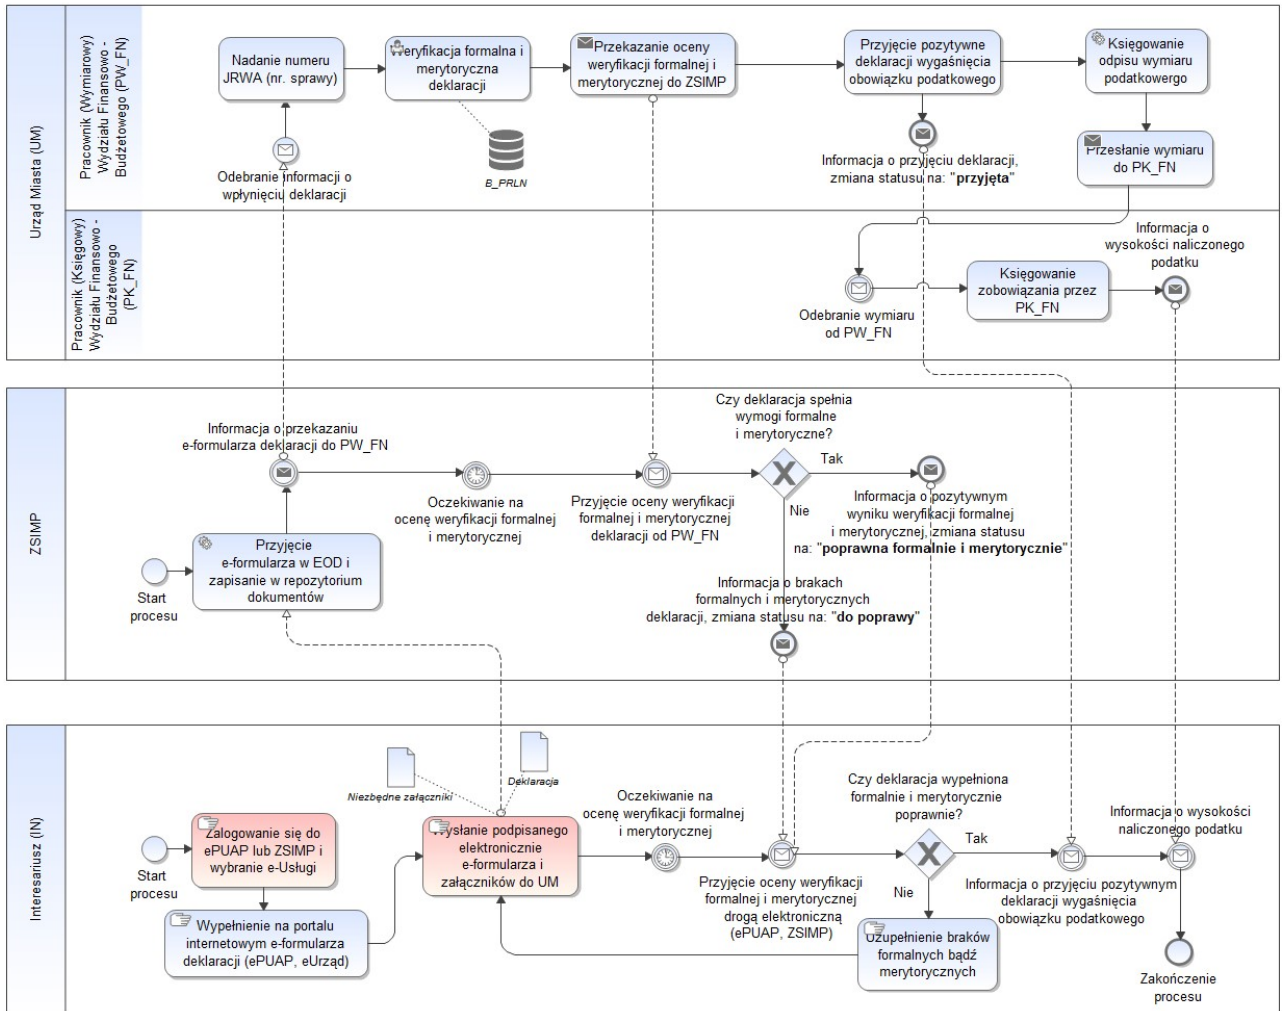 Urząd Miasta (UM)
Pracownik (Wymiarowy)
Wydziału Finansowo -
Budżetowego (PW_FN)
Nadanie numeru
JRWA (nr. sprawy)
Weryfikacja formalna i
merytoryczna
deklaracji
Przekazanie oceny
weryfikacji formalnej i
merytorycznej do ZSIMP
Przyjęcie pozytywne
deklaracji wygaśnięcia
obowiązku podatkowego
Księgowanie
odpisu wymiaru
podatkowergo
Odebranie informacji o
wpłynięciu deklaracji
B_PRLN
Informacja o przyjęciu deklaracji,
zmiana statusu na: "przyjęta"
Przesłanie wymiaru
do PK_FN
Pracownik (Księgowy)
Wydziału Finansowo -
Budżetowego
(PK_FN)
Odebranie wymiaru
od PW_FN
Księgowanie
zobowiązania przez
PK_FN
Informacja o
wysokości naliczonego
podatku
ZSIMP
Start
procesu
Przyjęcie
e-formularza w EOD i
zapisanie w repozytorium
dokumentów
Informacja o przekazaniu
e-formularza deklaracji do PW_FN
Oczekiwanie na
ocenę weryfikacji formalnej
i merytorycznej
Przyjęcie oceny weryfikacji
formalnej i merytorycznej
deklaracji od PW_FN
Czy deklaracja spełnia
wymogi formalne
i merytoryczne?
Tak
Nie
Informacja o pozytywnym
wyniku weryfikacji formalnej
i merytorycznej, zmiana statusu
na: "poprawna formalnie i merytorycznie"
Informacja o brakach
formalnych i merytorycznych
deklaracji, zmiana statusu na: "do poprawy"
Interesariusz (IN)
Start
procesu
Zalogowanie się do
ePUAP lub ZSIMP i
wybranie e-Usługi
Wypełnienie na portalu
internetowym e-formularza
deklaracji (ePUAP, eUrząd)
Niezbędne załączniki
Deklaracja
Wysłanie podpisanego
elektronicznie
e-formularza i
załączników do UM
Oczekiwanie na
ocenę weryfikacji formalnej
i merytorycznej
Przyjęcie oceny weryfikacji
formalnej i merytorycznej
drogą elektroniczną
(ePUAP, ZSIMP)
Czy deklaracja wypełniona
formalnie i merytorycznie
poprawnie?
Tak
Nie
Uzupełnienie braków
formalnych bądź
merytorycznych
Informacja o przyjęciu pozytywnym
deklaracji wygaśnięcia
obowiązku podatkowego
Informacja o wysokości
naliczonego podatku
Zakończenie
procesu